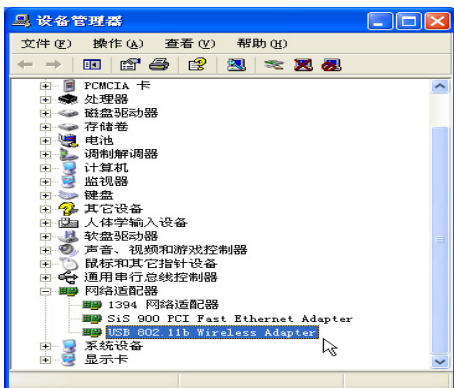 设备管理器
文件(F) 操作(A) 查看(V) 帮助(H)
PCMCIA 卡
处理器
磁盘驱动器
存储卷
电池
调制解调器
计算机
监视器
键盘
其它设备
人体学输入设备
软盘驱动器
声音、视频和游戏控制器
鼠标和其它指针设备
通用串行总线控制器
网络适配器
1394 网络适配器
SiS 900 PCI Fast Ethernet Adapter
USB 802.11b Wireless Adapter
系统设备
显示卡